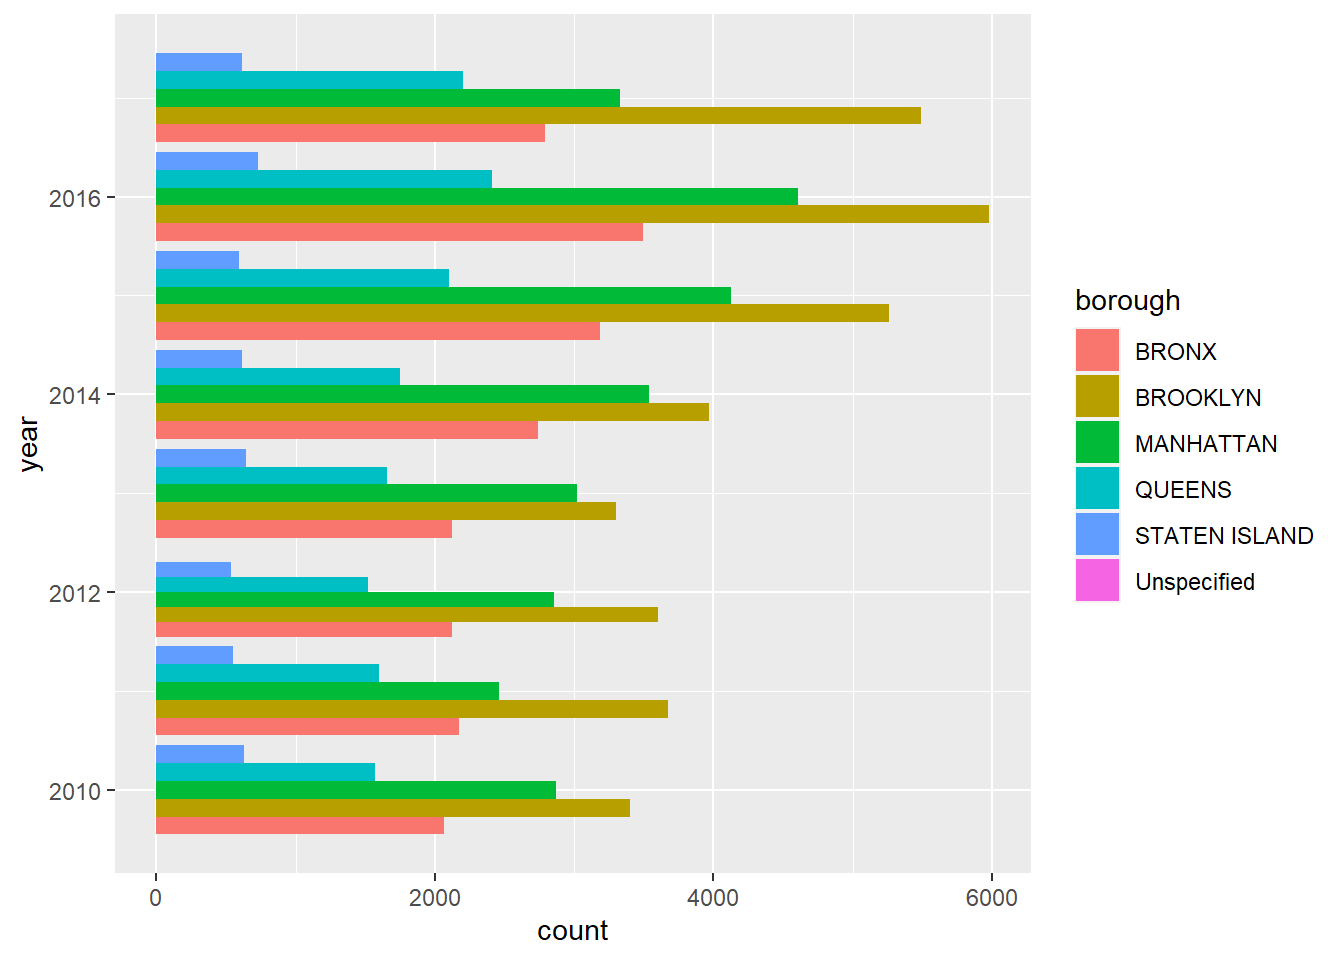 year
2016
2014
2012
2010
0 2000 4000 6000
count
borough
BRONX
BROOKLYN
MANHATTAN
QUEENS
STATEN ISLAND
Unspecified